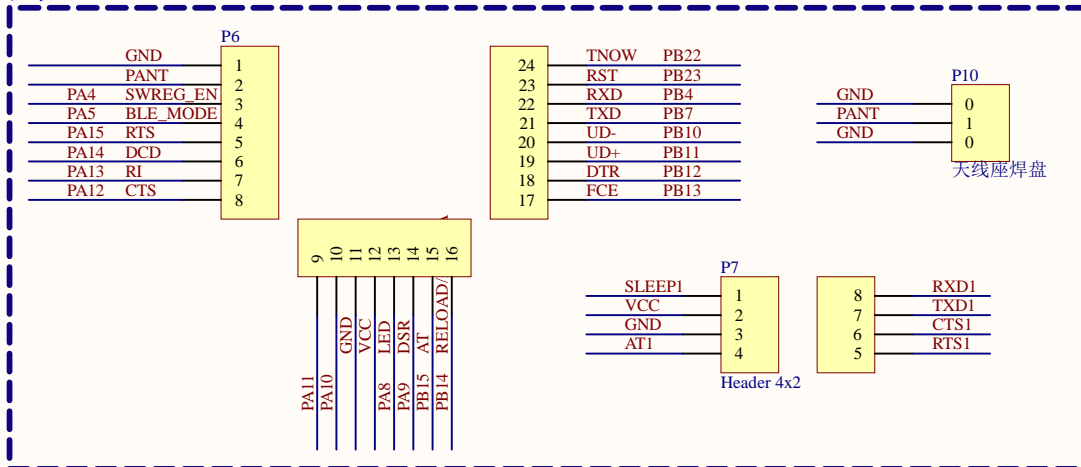 P6
GND 1
PANT 2
PA4 SWREG_EN 3
PA5 BLE_MODE 4
PA15 RTS 5
PA14 DCD 6
PA13 RI 7
PA12 CTS 8
24 TNOW PB22
23 RST PB23
22 RXD PB4
21 TXD PB7
20 UD- PB10
19 UD+ PB11
18 DTR PB12
17 FCE PB13
P10
GND 0
PANT 1
GND 0
天线座焊盘
PA11 9
PA10 10
GND 11
VCC 12
PA8 LED 13
PA9 DSR 14
PB15 AT 15
PB14 RELOAD/ 16
P7
SLEEP1 1
VCC 2
GND 3
AT1 4
Header 4x2
8 RXD1
7 TXD1
6 CTS1
5 RTS1